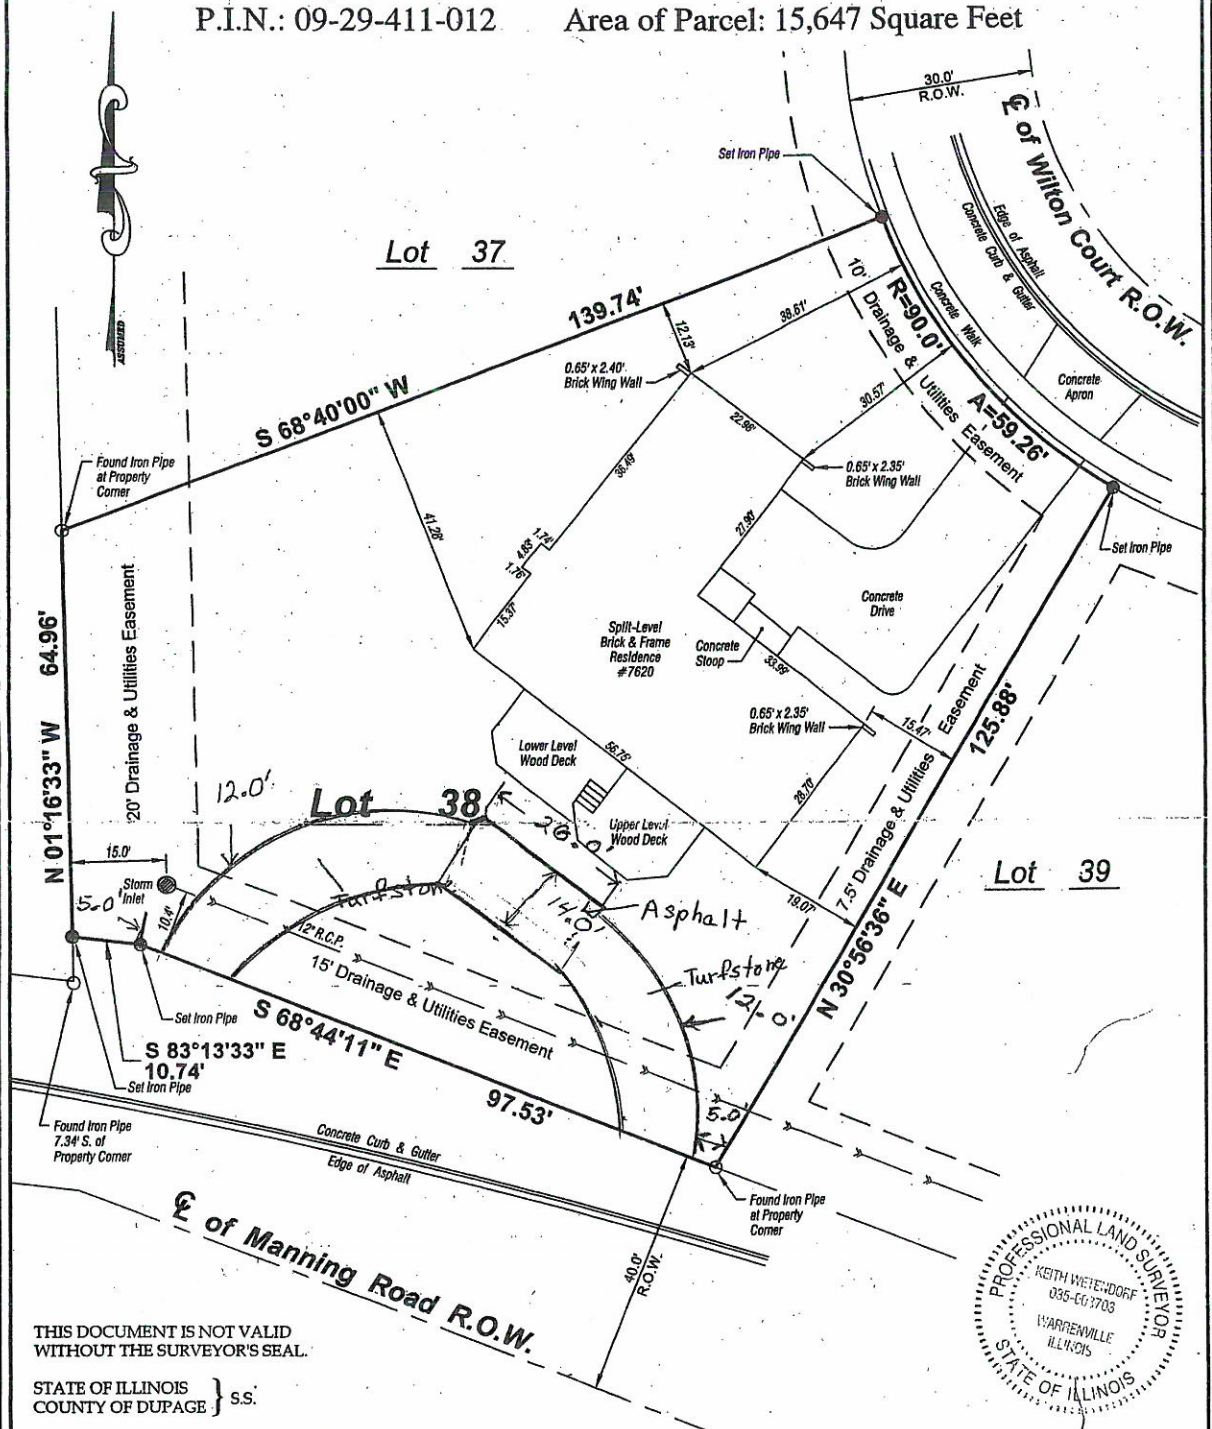 P.I.N.: 09-29-411-012 Area of Parcel: 15,647 Square Feet
30.0'
R.O.W.
℄ of Wilton Court R.O.W.
Set Iron Pipe
Edge of Asphalt
Concrete Curb & Gutter
Concrete Walk
Concrete
Apron
Lot 37
ASSUMED
139.74'
S 68°40'00" W
12.13'
38.61'
10'
Drainage & Utilities Easement
R=90.0'
A=59.26'
0.65' x 2.40'
Brick Wing Wall
22.98'
30.57'
0.65' x 2.35'
Brick Wing Wall
36.49'
27.90'
Found Iron Pipe
at Property
Corner
41.28'
1.74'
4.83'
1.76'
15.37'
Set Iron Pipe
Concrete
Drive
Split-Level
Brick & Frame
Residence
#7620
Concrete
Stoop
33.99'
0.65' x 2.35'
Brick Wing Wall
15.47'
125.88'
N 01°16'33" W 64.96'
20' Drainage & Utilities Easement
Lower Level
Wood Deck
56.75'
28.70'
Upper Level
Wood Deck
7.5' Drainage & Utilities Easement
12.0'
Lot 38
26.0'
Lot 39
15.0'
Storm
Inlet
5.0'
10.4'
Turfstone
14.0'
Asphalt
19.07'
N 30°56'36" E
12" R.C.P.
15' Drainage & Utilities Easement
Turfstone
12.0'
Set Iron Pipe
S 68°44'11" E
S 83°13'33" E
10.74'
Set Iron Pipe
97.53'
5.0
Found Iron Pipe
7.34' S. of
Property Corner
Concrete Curb & Gutter
Edge of Asphalt
Found Iron Pipe
at Property
Corner
℄ of Manning Road R.O.W.
40.0'
R.O.W.
PROFESSIONAL LAND SURVEYOR
KEITH WETENDORF
WARRENVILLE
ILLINOIS
STATE OF ILLINOIS
THIS DOCUMENT IS NOT VALID
WITHOUT THE SURVEYOR'S SEAL.
STATE OF ILLINOIS
COUNTY OF DUPAGE } S.S.